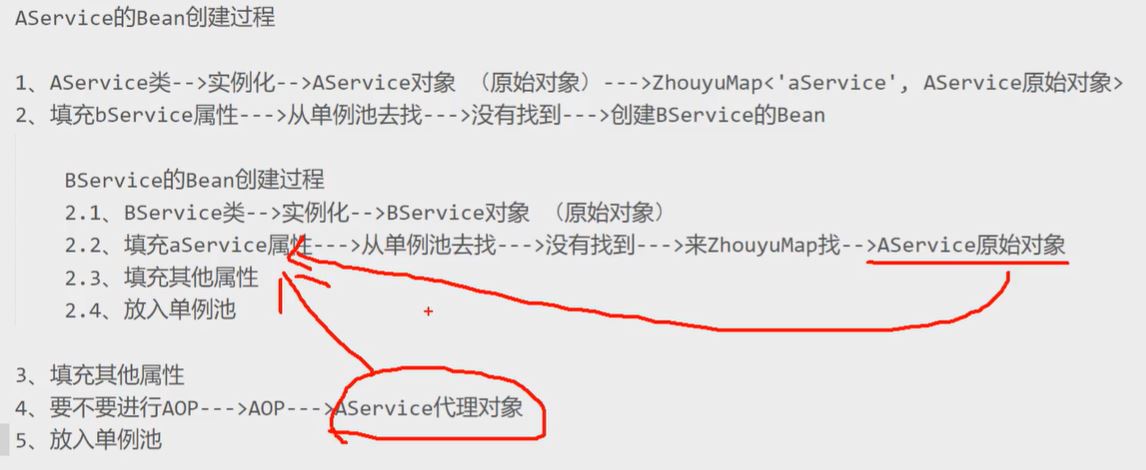 AService的Bean创建过程
1、AService类-->实例化-->AService对象 （原始对象）--->ZhouyuMap<'aService', AService原始对象>
2、填充bService属性--->从单例池去找--->没有找到--->创建BService的Bean
BService的Bean创建过程
2.1、BService类-->实例化-->BService对象 （原始对象）
2.2、填充aService属性--->从单例池去找--->没有找到--->来ZhouyuMap找-->AService原始对象
2.3、填充其他属性
2.4、放入单例池
3、填充其他属性
4、要不要进行AOP--->AOP--->AService代理对象
5、放入单例池